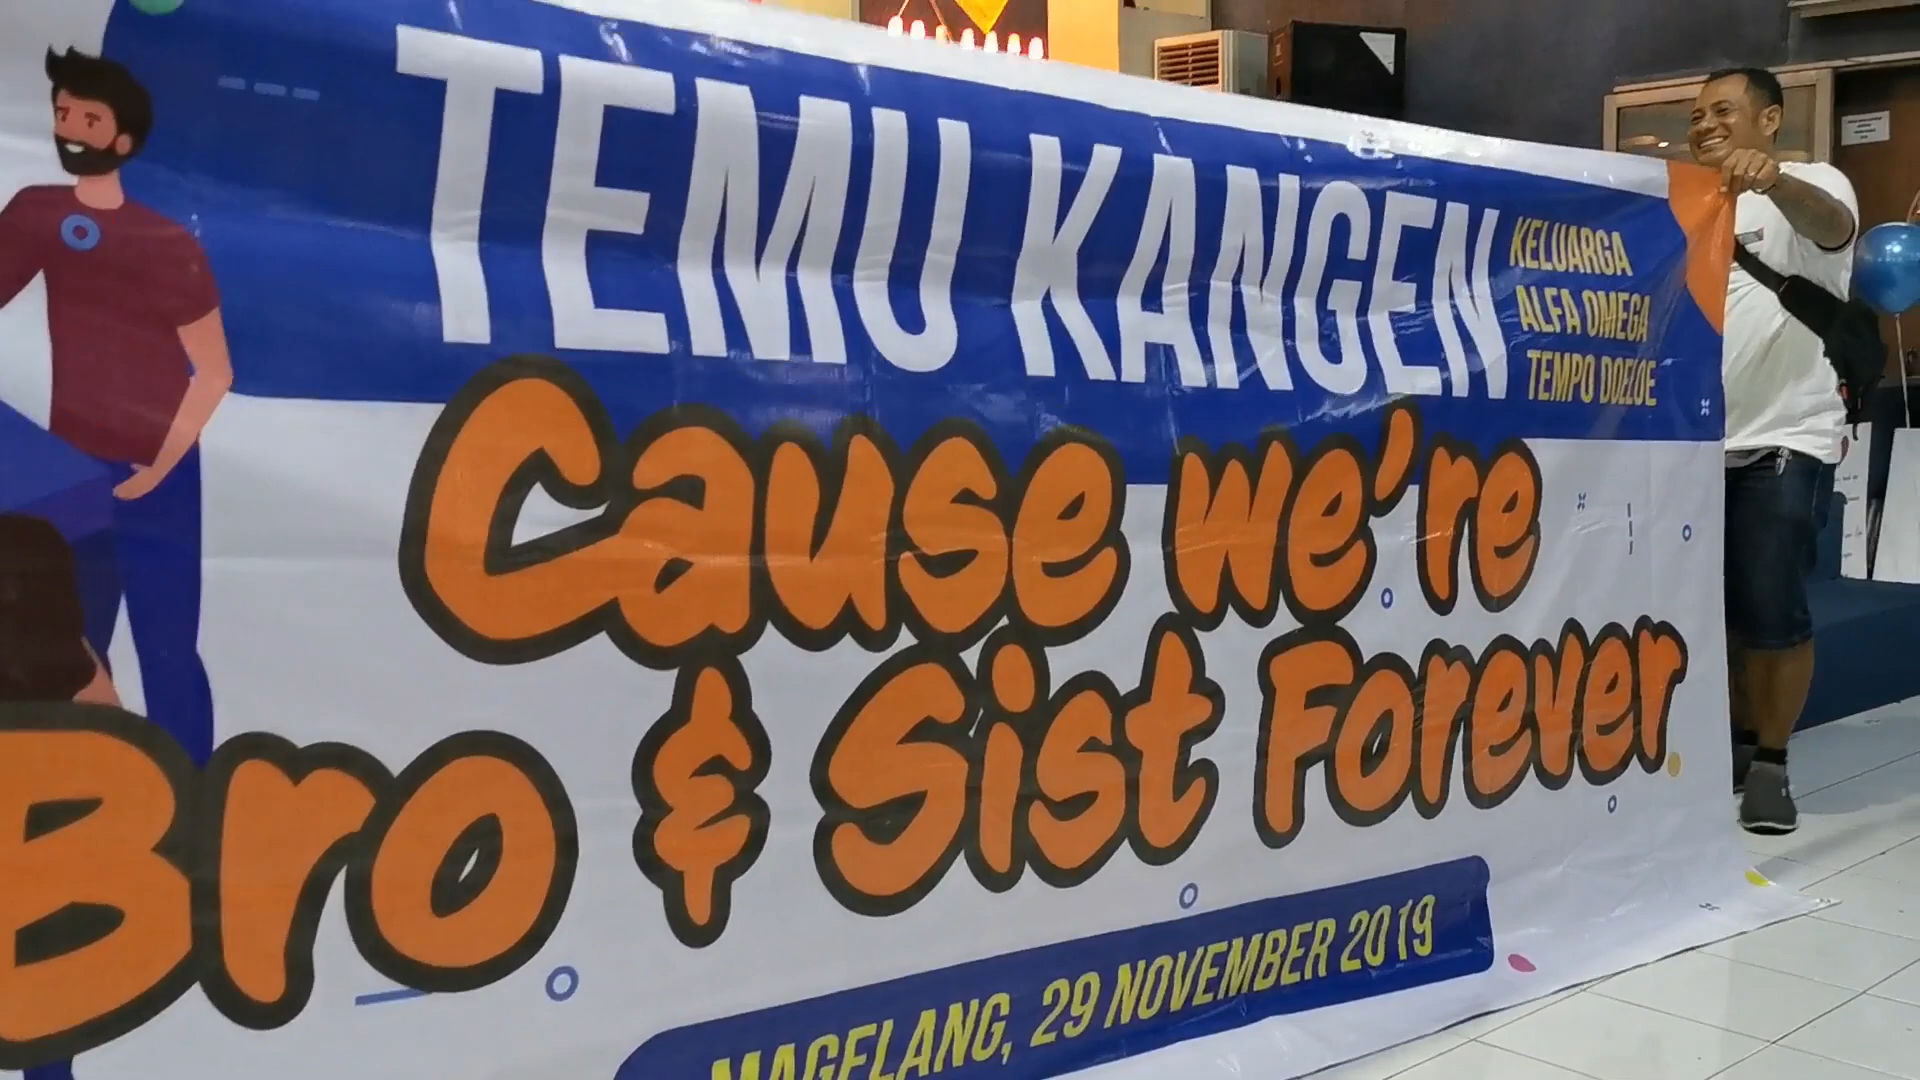 TEMU KANGEN
KELUARGA
ALFA OMEGA
TEMPO DOELOE
Cause we're
Bro & Sist Forever
MAGELANG, 29 NOVEMBER 2019